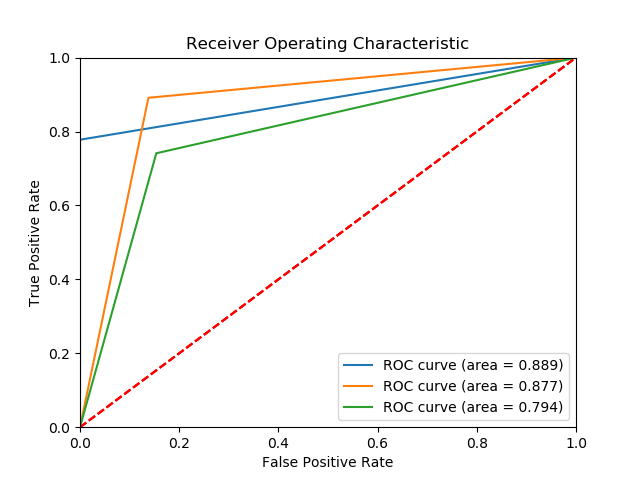 Receiver Operating Characteristic
1.0
0.8
0.6
0.4
0.2
0.0
True Positive Rate
ROC curve (area = 0.889)
ROC curve (area = 0.877)
ROC curve (area = 0.794)
0.0 0.2 0.4 0.6 0.8 1.0
False Positive Rate